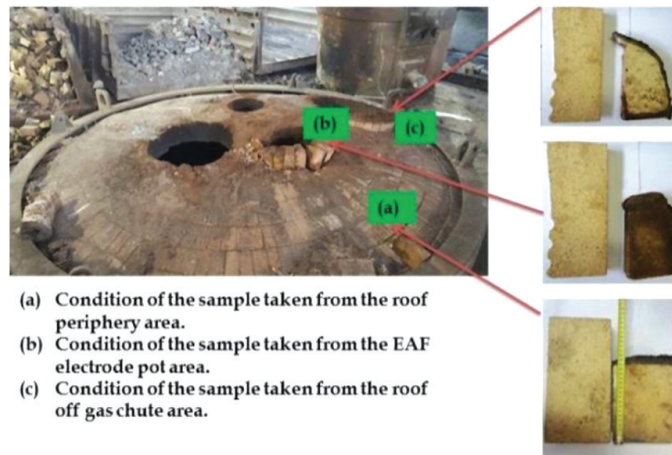 (b)
(c)
(a)
(a) Condition of the sample taken from the roof
periphery area.
(b) Condition of the sample taken from the EAF
electrode pot area.
(c) Condition of the sample taken from the roof
off gas chute area.